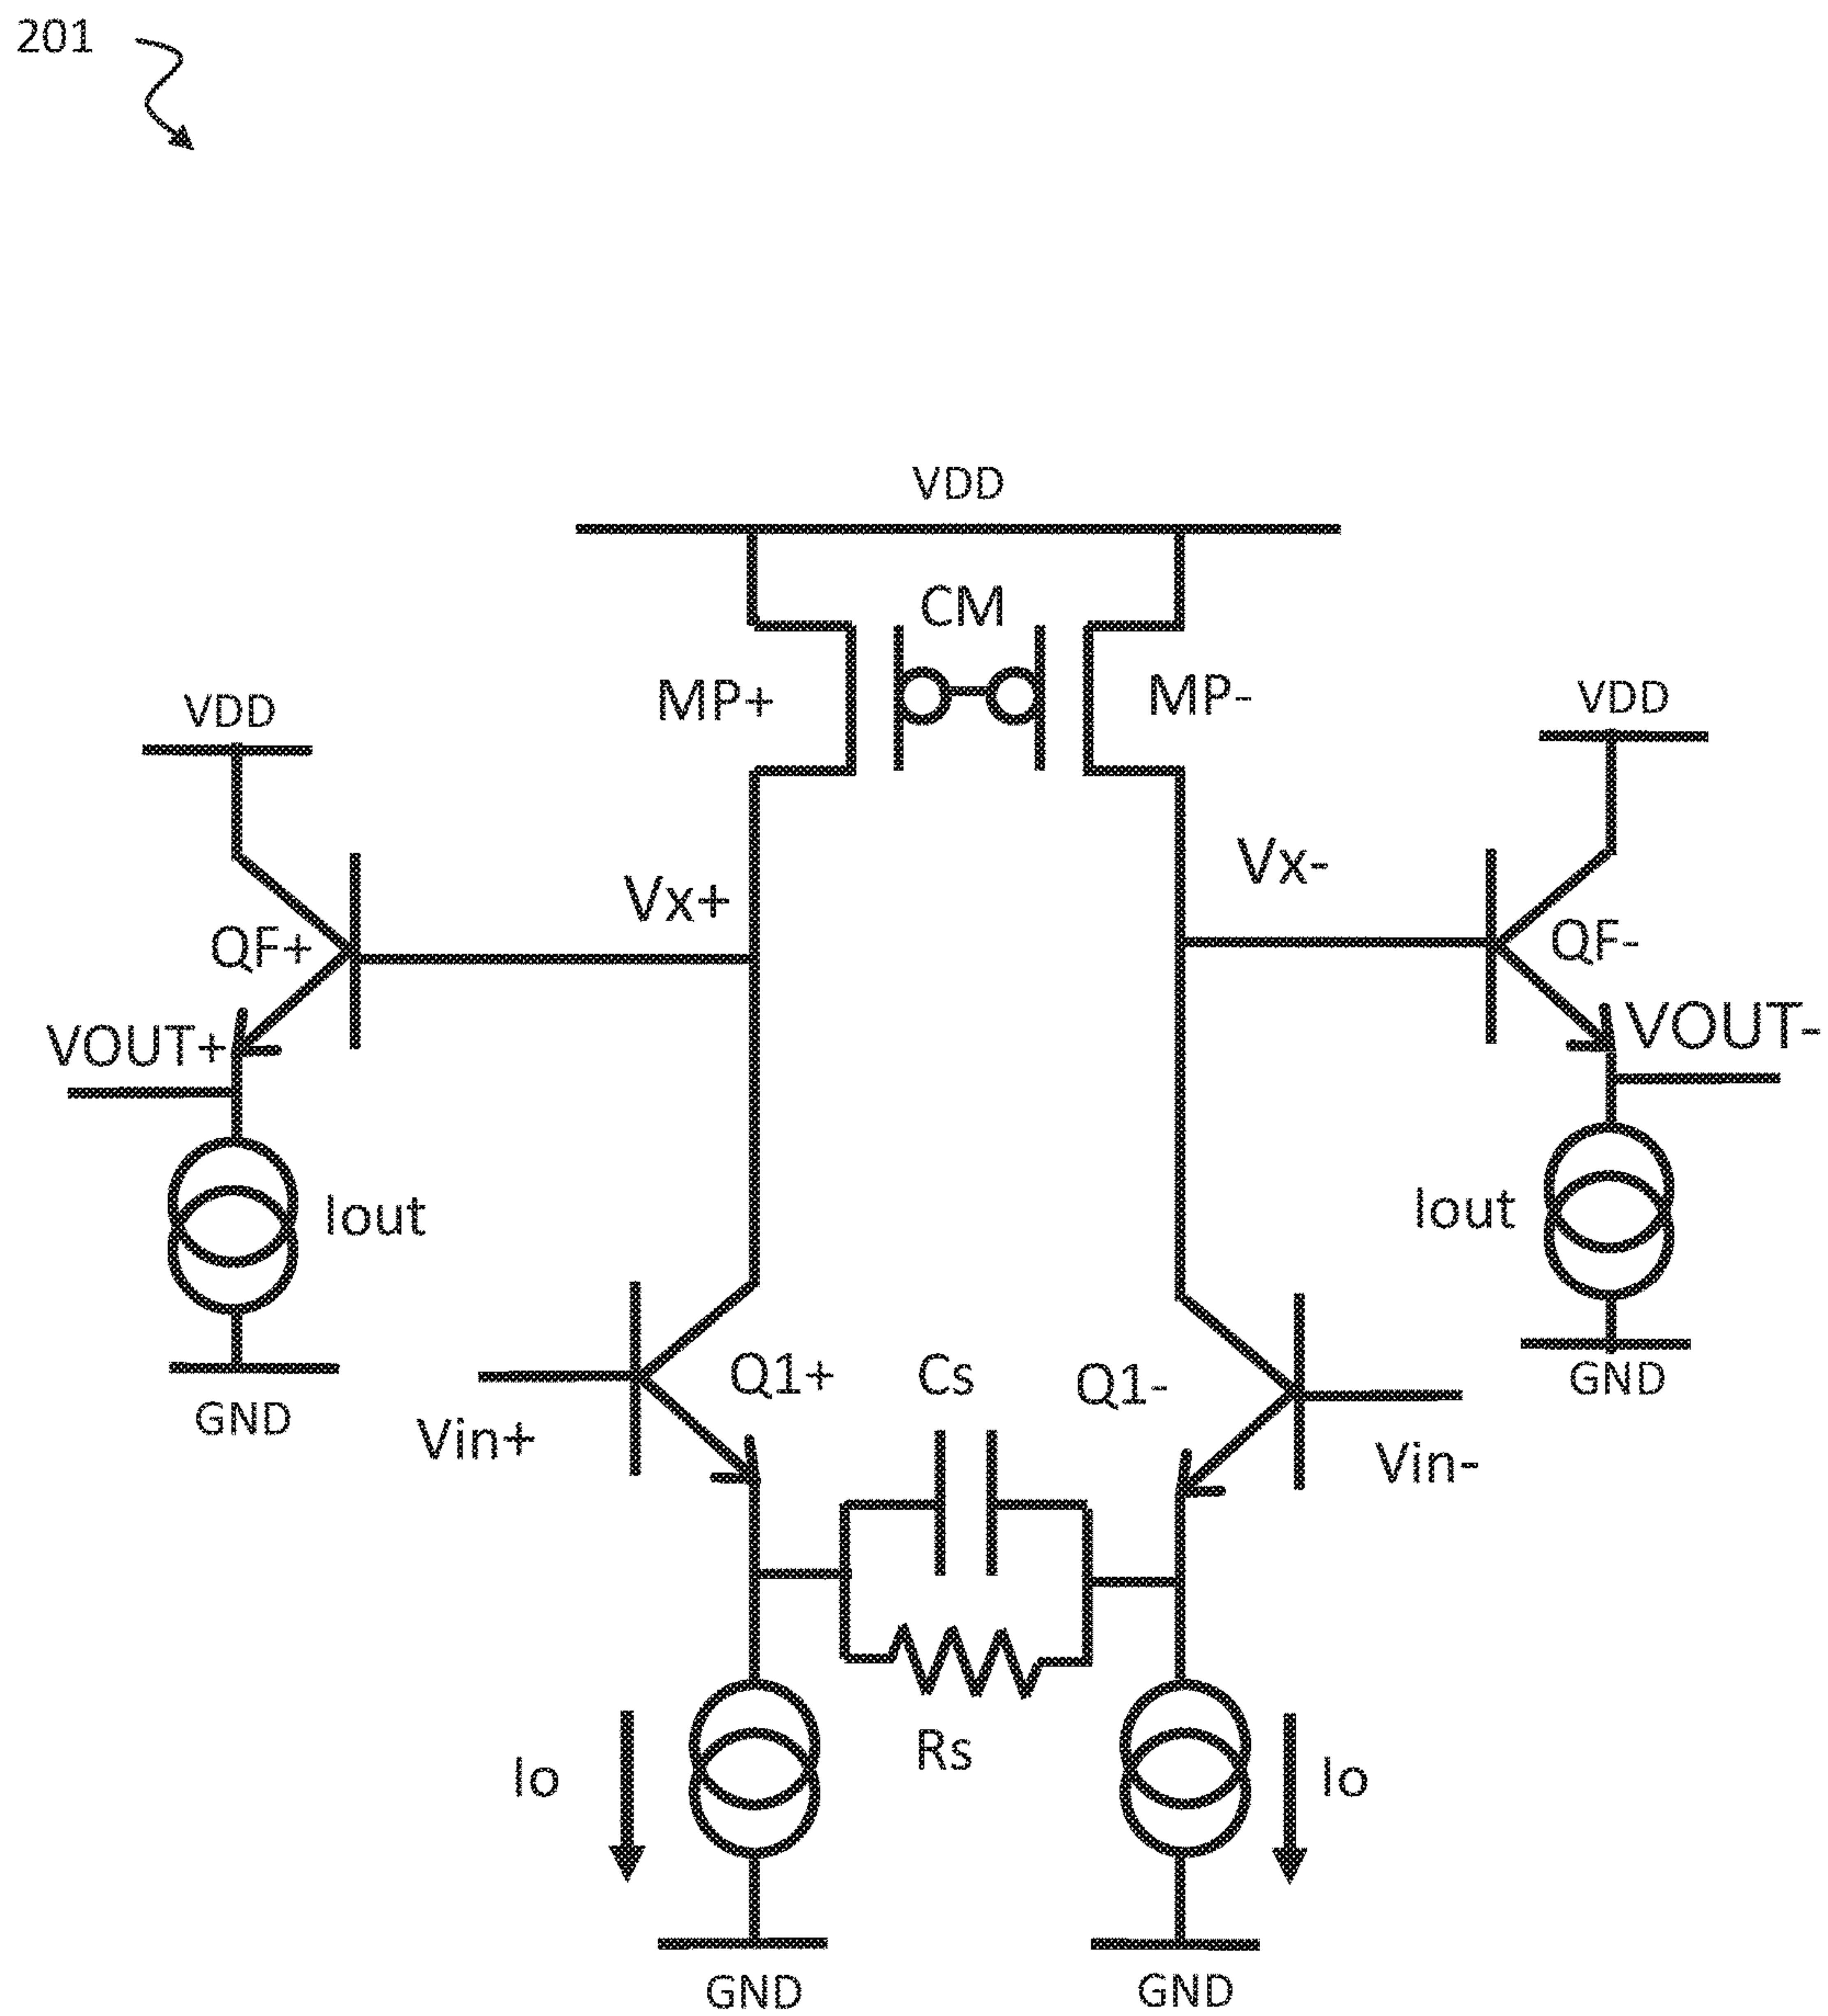 201
VDD
CM
MP+
MP-
VDD
VDD
Vx+
Vx-
QF+
QF-
VOUT+
VOUT-
Iout
Iout
GND
GND
Q1+
Cs
Q1-
Vin+
Vin-
Rs
Io
Io
GND
GND